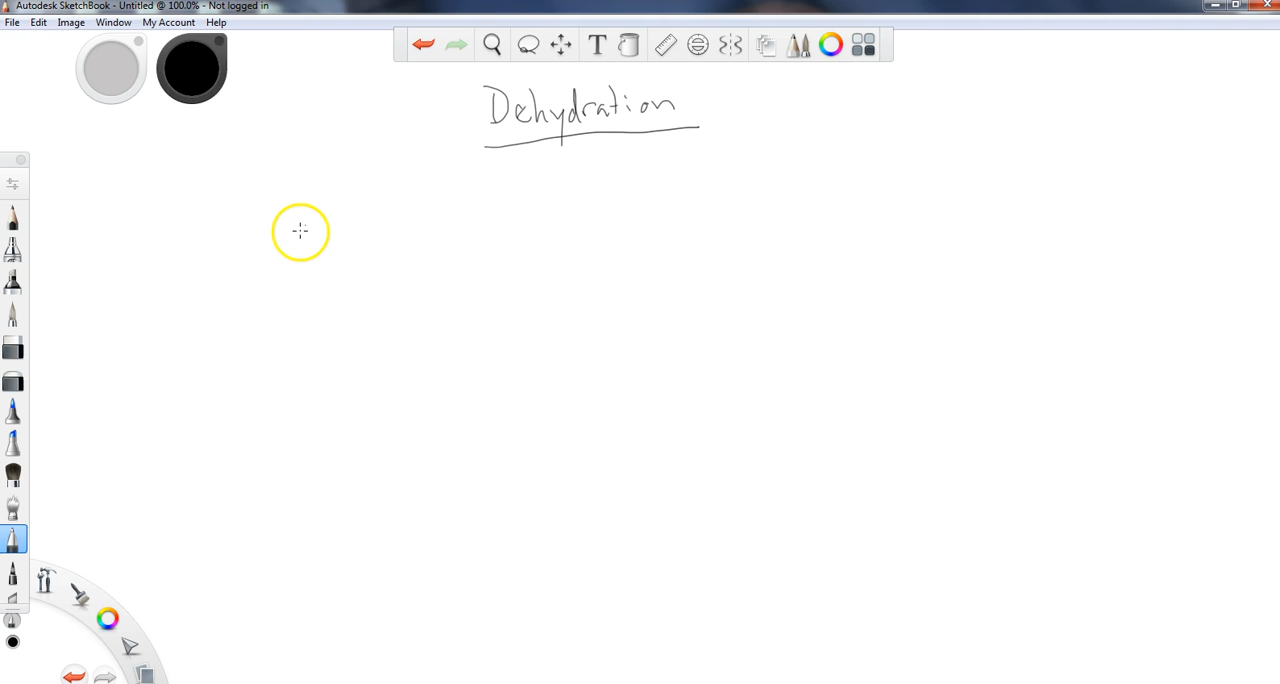 Autodesk SketchBook - Untitled @ 100.0% - Not logged in
File Edit Image Window My Account Help
T
Dehydration